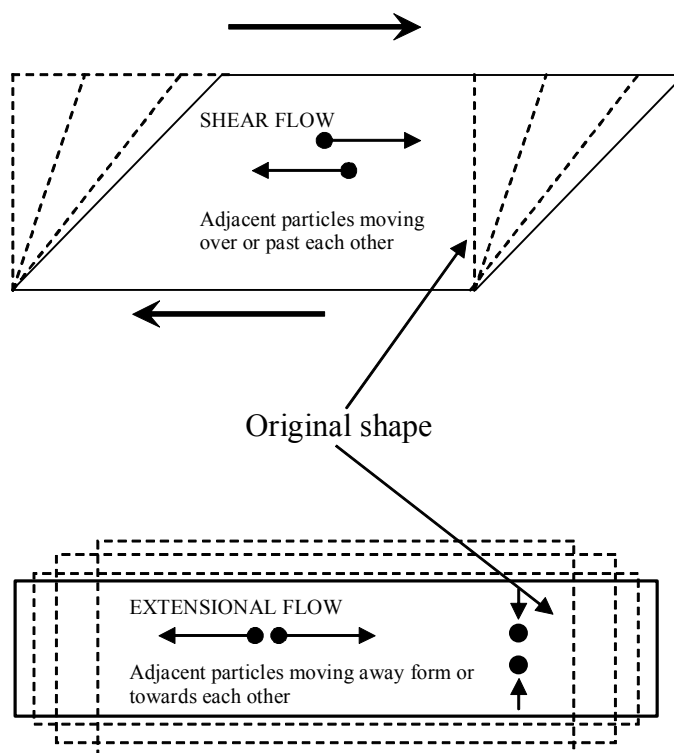 SHEAR FLOW
Adjacent particles moving
over or past each other
Original shape
EXTENSIONAL FLOW
Adjacent particles moving away form or
towards each other